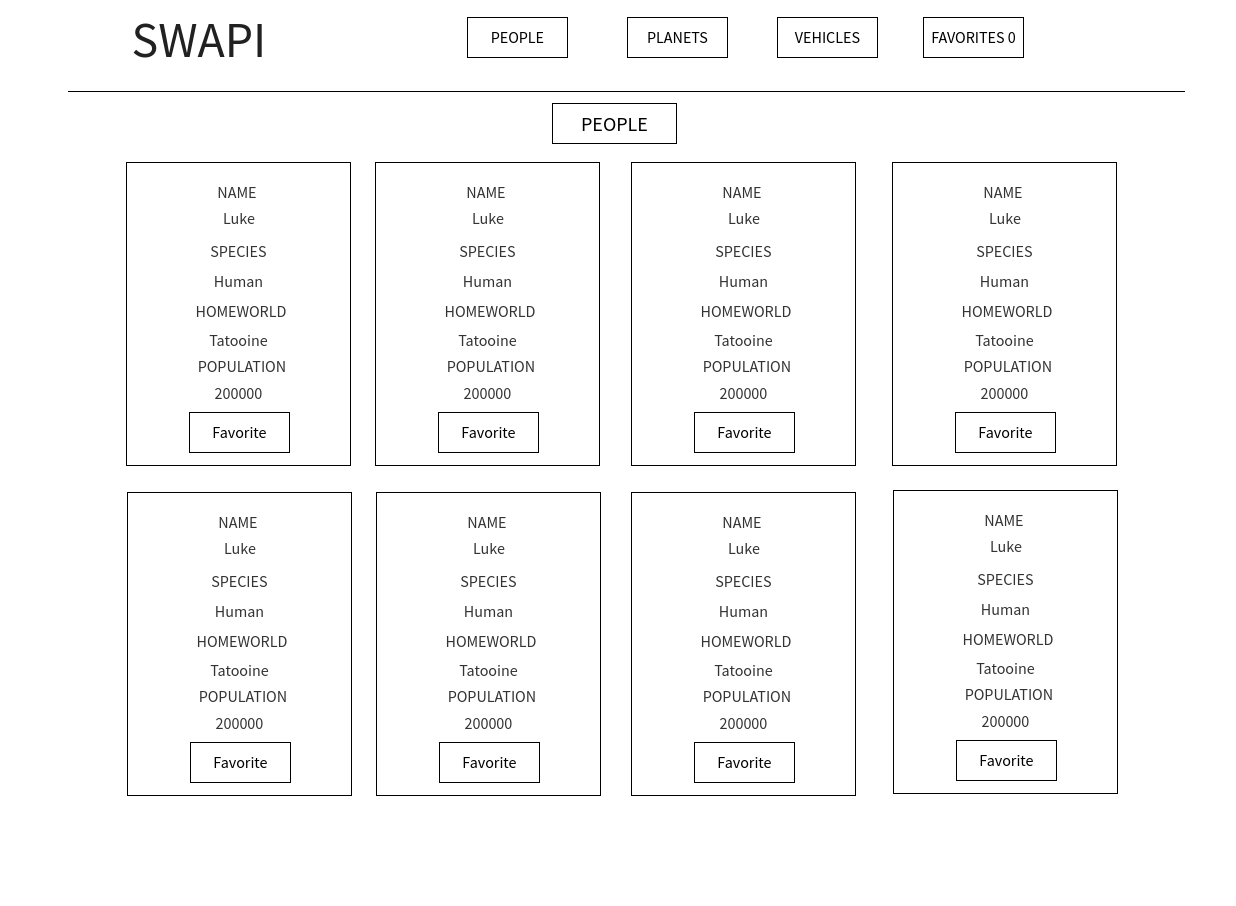 SWAPI
PEOPLE PLANETS VEHICLES FAVORITES 0
PEOPLE
NAME
Luke
SPECIES
Human
HOMEWORLD
Tatooine
POPULATION
200000
Favorite
NAME
Luke
SPECIES
Human
HOMEWORLD
Tatooine
POPULATION
200000
Favorite
NAME
Luke
SPECIES
Human
HOMEWORLD
Tatooine
POPULATION
200000
Favorite
NAME
Luke
SPECIES
Human
HOMEWORLD
Tatooine
POPULATION
200000
Favorite
NAME
Luke
SPECIES
Human
HOMEWORLD
Tatooine
POPULATION
200000
Favorite
NAME
Luke
SPECIES
Human
HOMEWORLD
Tatooine
POPULATION
200000
Favorite
NAME
Luke
SPECIES
Human
HOMEWORLD
Tatooine
POPULATION
200000
Favorite
NAME
Luke
SPECIES
Human
HOMEWORLD
Tatooine
POPULATION
200000
Favorite